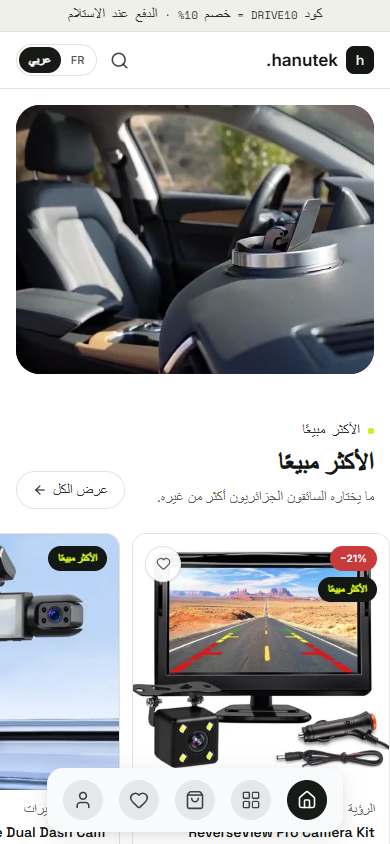 كود DRIVE10 = خصم 10% · الدفع عند الاستلام
hanutek.
h
عربي
FR
الأكثر مبيعًا
الأكثر مبيعًا
ما يختاره السائقون الجزائريون أكثر من غيره.
عرض الكل
−21%
الأكثر مبيعًا
الأكثر مبيعًا
الرؤية
ReverseView Pro Camera Kit
e Dual Dash Cam